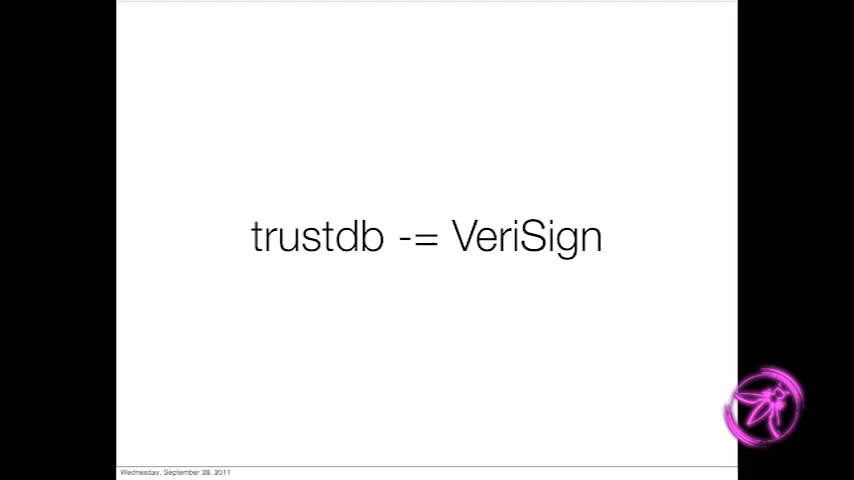 trustdb -= VeriSign
Wednesday, September 28, 2011